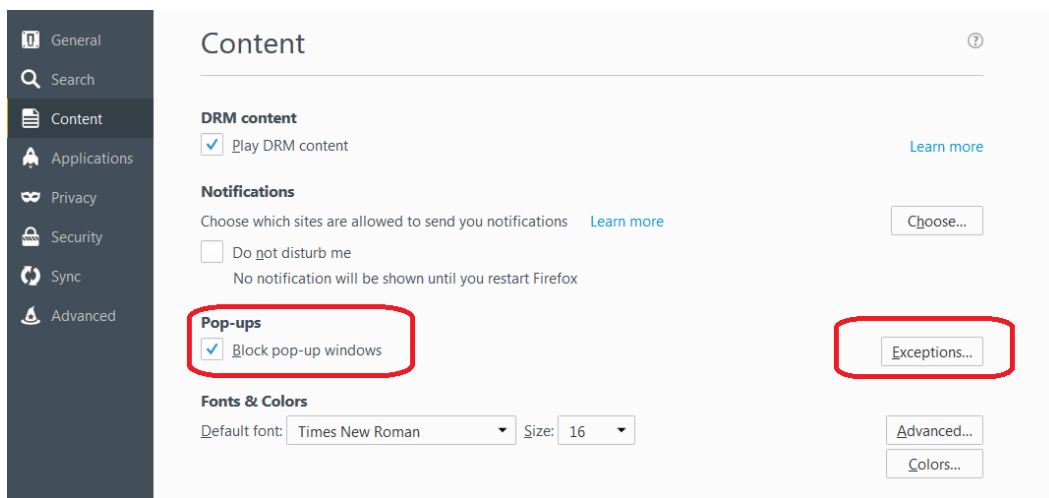 General
Search
Content
Applications
Privacy
Security
Sync
Advanced
Content
DRM content
Play DRM content
Learn more
Notifications
Choose which sites are allowed to send you notifications Learn more
Choose...
Do not disturb me
No notification will be shown until you restart Firefox
Pop-ups
Block pop-up windows
Exceptions...
Fonts & Colors
Default font: Times New Roman Size: 16
Advanced...
Colors...